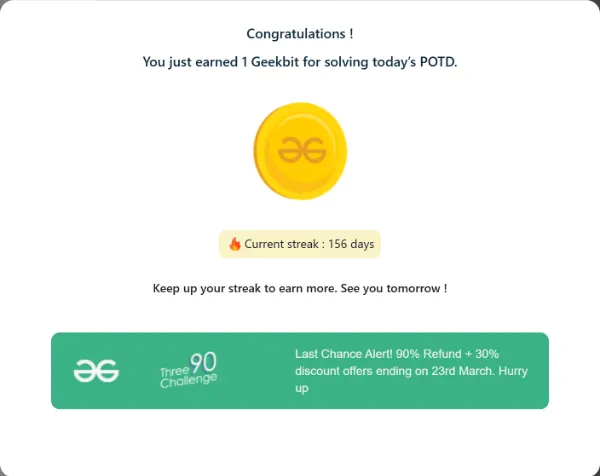 Congratulations !
You just earned 1 Geekbit for solving today's POTD.
🔥 Current streak : 156 days
Keep up your streak to earn more. See you tomorrow !
Three 90
Challenge
Last Chance Alert! 90% Refund + 30%
discount offers ending on 23rd March. Hurry
up